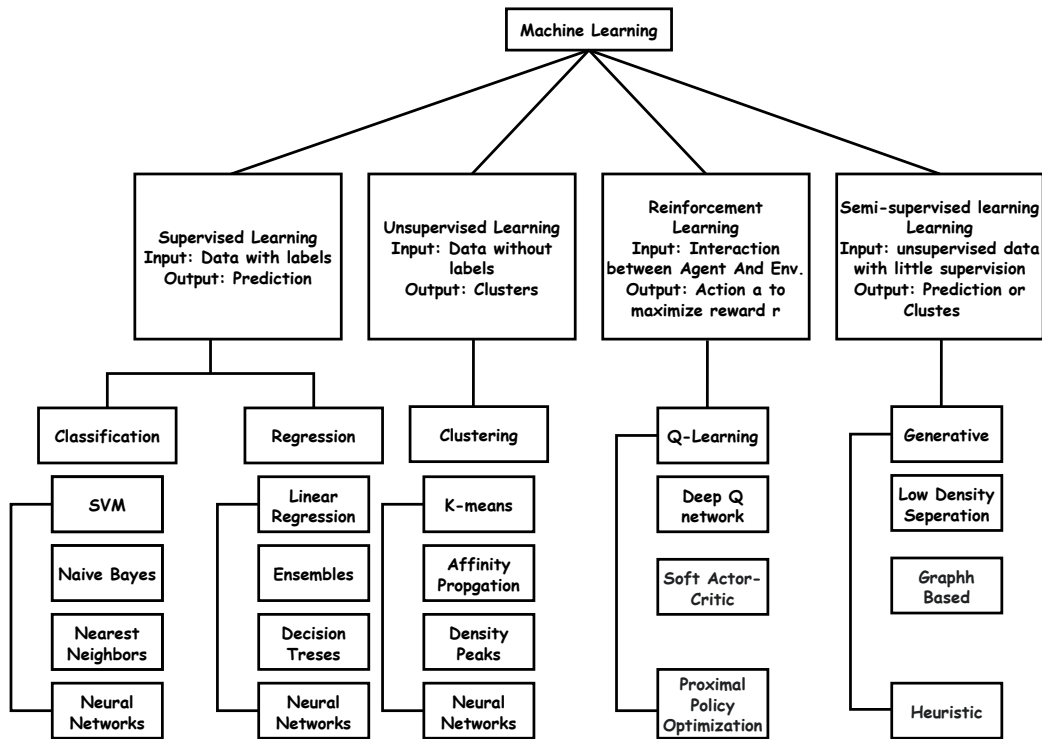 Machine Learning
Supervised Learning
Input: Data with labels
Output: Prediction
Unsupervised Learning
Input: Data without
labels
Output: Clusters
Reinforcement
Learning
Input: Interaction
between Agent And Env.
Output: Action a to
maximize reward r
Semi-supervised learning
Learning
Input: unsupervised data
with little supervision
Output: Prediction or
Clustes
Classification
SVM
Naive Bayes
Nearest
Neighbors
Neural
Networks
Regression
Linear
Regression
Ensembles
Decision
Treses
Neural
Networks
Clustering
K-means
Affinity
Propgation
Density
Peaks
Neural
Networks
Q-Learning
Deep Q
network
Soft Actor-
Critic
Proximal
Policy
Optimization
Generative
Low Density
Seperation
Graphh
Based
Heuristic